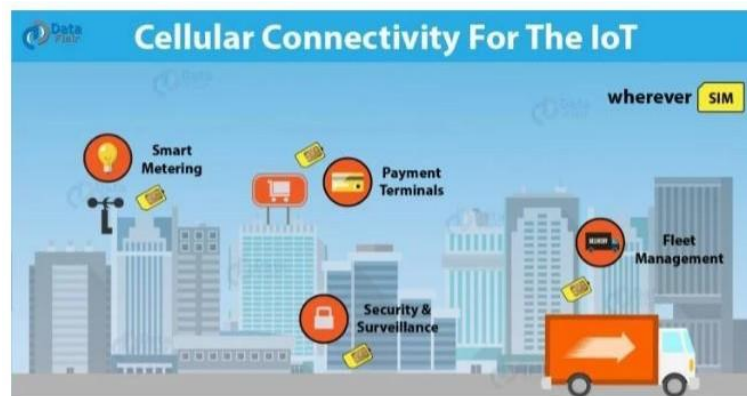 Data
Flair
Cellular Connectivity For The IoT
wherever SIM
Smart
Metering
Payment
Terminals
Fleet
Management
Security &
Surveillance